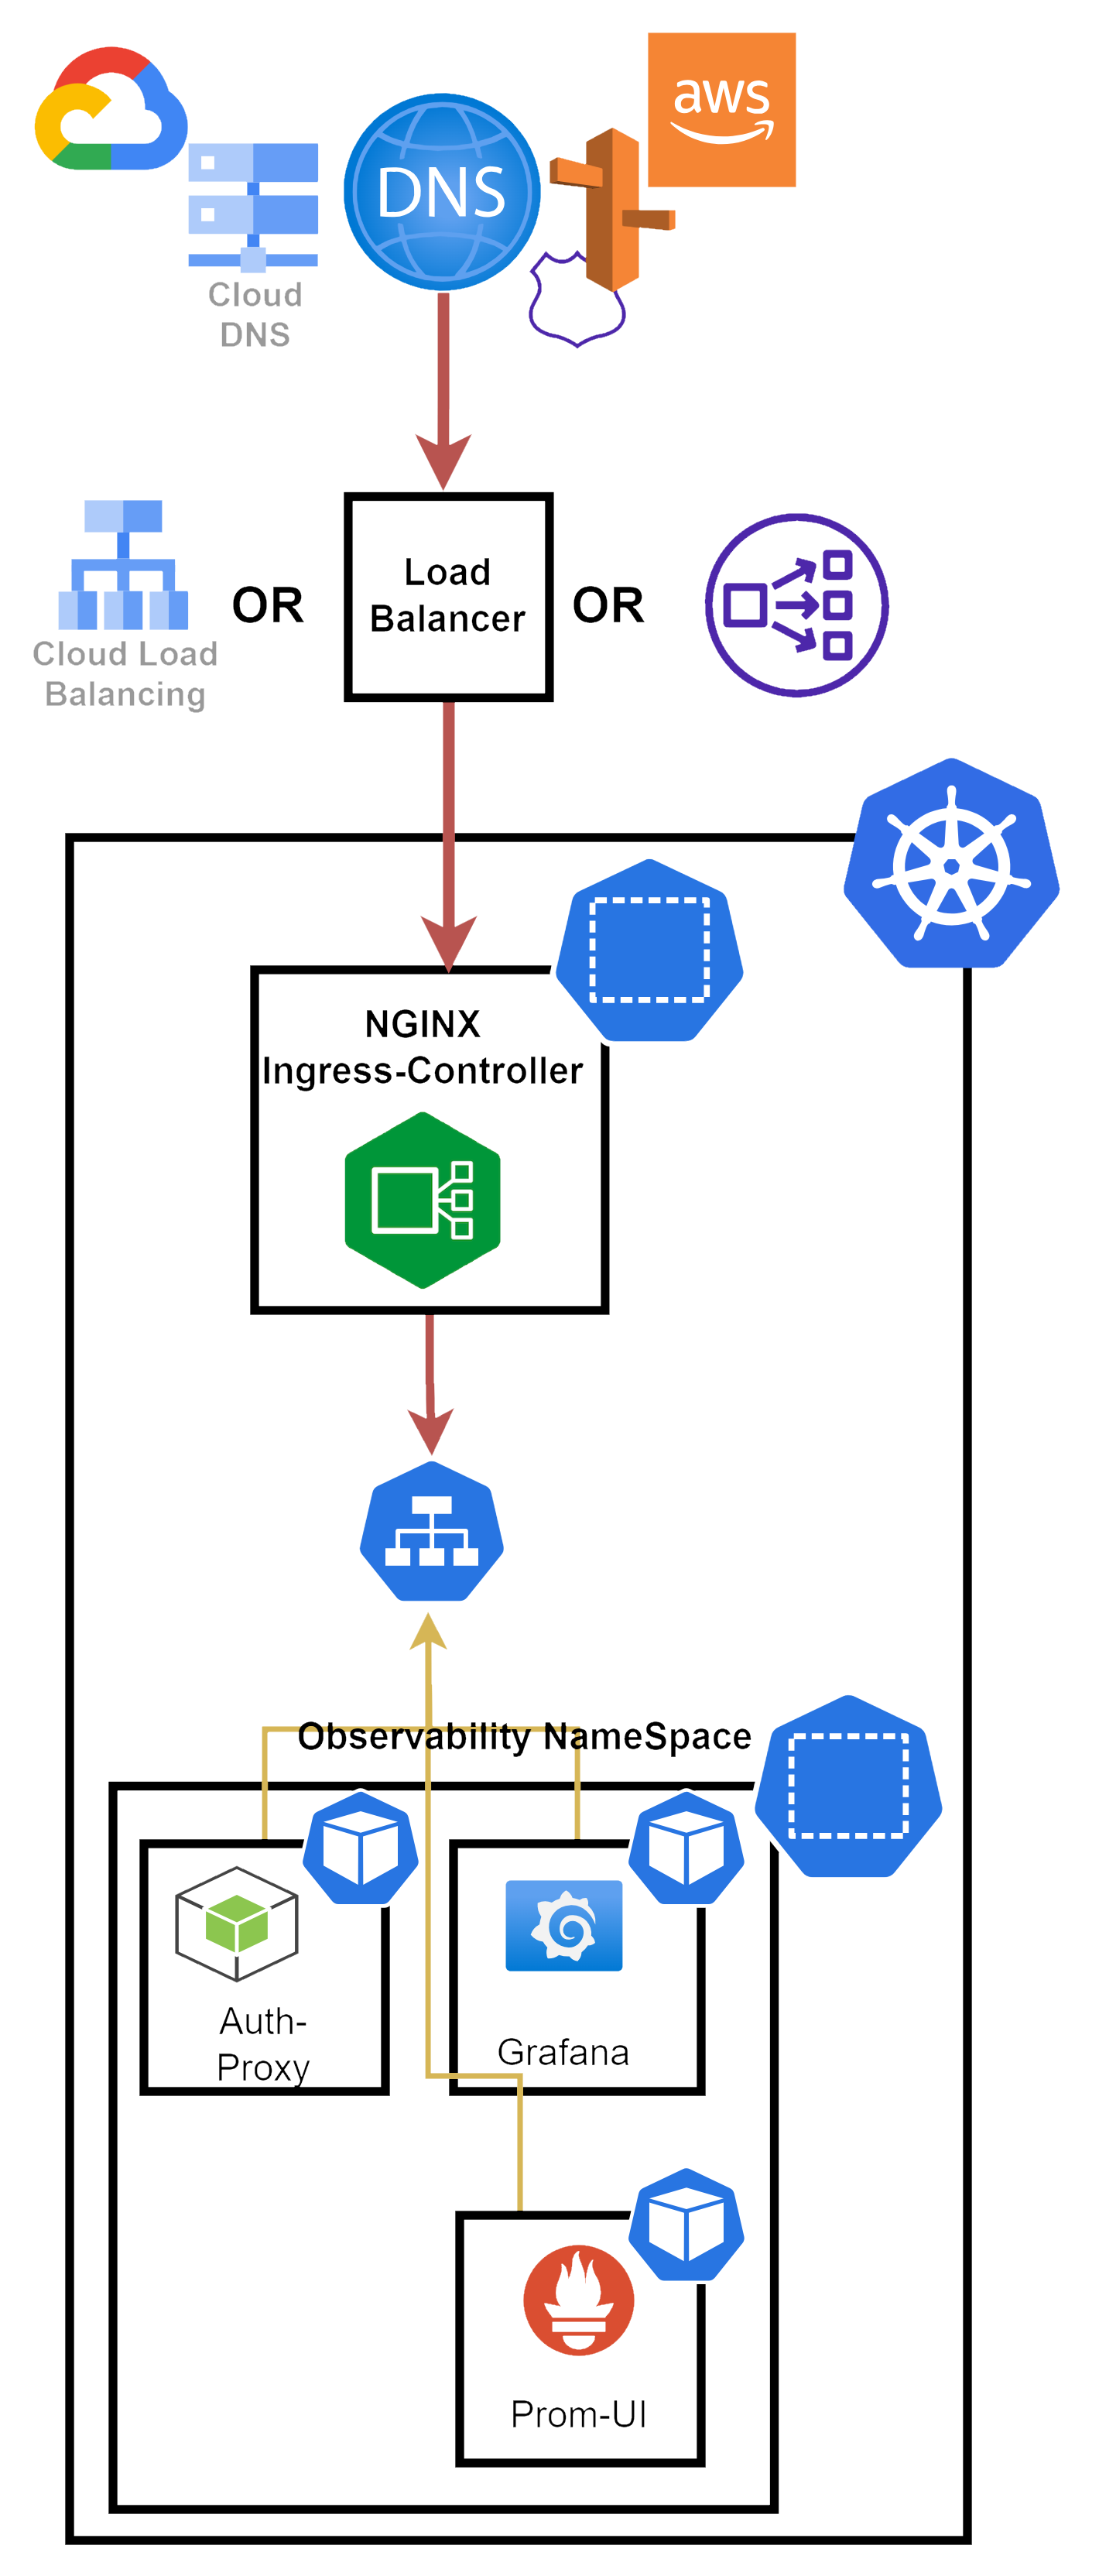 aws
DNS
Cloud
DNS
Load
Balancer
OR
OR
Cloud Load
Balancing
NGINX
Ingress-Controller
Observability NameSpace
Auth-
Proxy
Grafana
Prom-UI